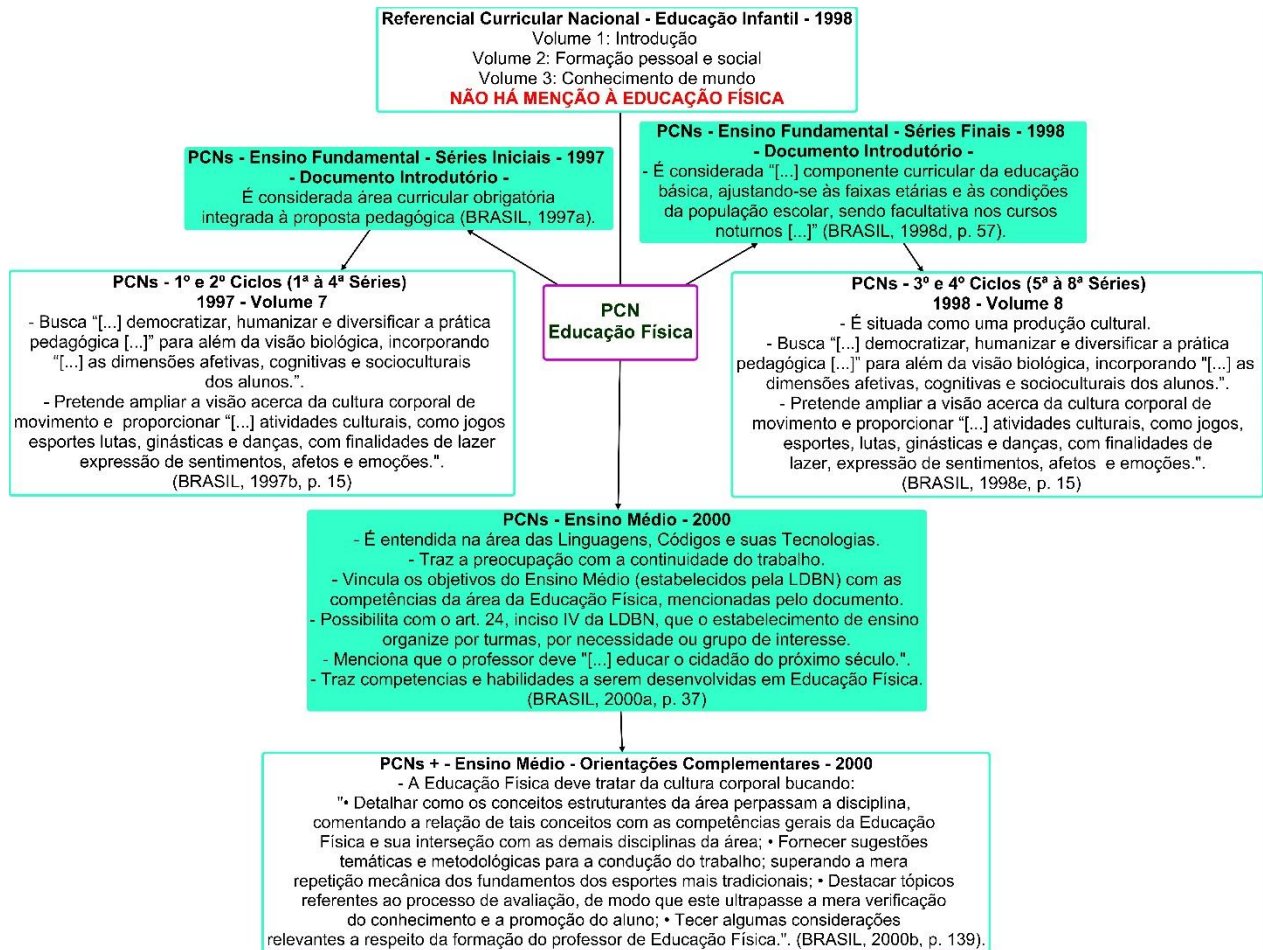 Referencial Curricular Nacional - Educação Infantil - 1998
Volume 1: Introdução
Volume 2: Formação pessoal e social
Volume 3: Conhecimento de mundo
NÃO HÁ MENÇÃO À EDUCAÇÃO FÍSICA
PCNs - Ensino Fundamental - Séries Iniciais - 1997
- Documento Introdutório -
É considerada área curricular obrigatória
integrada à proposta pedagógica (BRASIL, 1997a).
PCNs - Ensino Fundamental - Séries Finais - 1998
- Documento Introdutório -
- É considerada “[...] componente curricular da educação
básica, ajustando-se às faixas etárias e às condições
da população escolar, sendo facultativa nos cursos
noturnos [...]” (BRASIL, 1998d, p. 57).
PCNs - 1º e 2º Ciclos (1ª à 4ª Séries)
1997 - Volume 7
- Busca “[...] democratizar, humanizar e diversificar a prática
pedagógica [...]” para além da visão biológica, incorporando
“[...] as dimensões afetivas, cognitivas e socioculturais
dos alunos.”.
- Pretende ampliar a visão acerca da cultura corporal de
movimento e proporcionar “[...] atividades culturais, como jogos
esportes lutas, ginásticas e danças, com finalidades de lazer
expressão de sentimentos, afetos e emoções.".
(BRASIL, 1997b, p. 15)
PCN
Educação Física
PCNs - 3º e 4º Ciclos (5ª à 8ª Séries)
1998 - Volume 8
- É situada como uma produção cultural.
- Busca “[...] democratizar, humanizar e diversificar a prática
pedagógica [...]” para além da visão biológica, incorporando "[...] as
dimensões afetivas, cognitivas e socioculturais dos alunos.".
- Pretende ampliar a visão acerca da cultura corporal de
movimento e proporcionar “[...] atividades culturais, como jogos,
esportes, lutas, ginásticas e danças, com finalidades de
lazer, expressão de sentimentos, afetos e emoções.".
(BRASIL, 1998e, p. 15)
PCNs - Ensino Médio - 2000
- É entendida na área das Linguagens, Códigos e suas Tecnologias.
- Traz a preocupação com a continuidade do trabalho.
- Vincula os objetivos do Ensino Médio (estabelecidos pela LDBN) com as
competências da área da Educação Física, mencionadas pelo documento.
- Possibilita com o art. 24, inciso IV da LDBN, que o estabelecimento de ensino
organize por turmas, por necessidade ou grupo de interesse.
- Menciona que o professor deve "[...] educar o cidadão do próximo século.".
- Traz competencias e habilidades a serem desenvolvidas em Educação Física.
(BRASIL, 2000a, p. 37)
PCNs + - Ensino Médio - Orientações Complementares - 2000
- A Educação Física deve tratar da cultura corporal bucando:
"• Detalhar como os conceitos estruturantes da área perpassam a disciplina,
comentando a relação de tais conceitos com as competências gerais da Educação
Física e sua interseção com as demais disciplinas da área; • Fornecer sugestões
temáticas e metodológicas para a condução do trabalho; superando a mera
repetição mecânica dos fundamentos dos esportes mais tradicionais; • Destacar tópicos
referentes ao processo de avaliação, de modo que este ultrapasse a mera verificação
do conhecimento e a promoção do aluno; • Tecer algumas considerações
relevantes a respeito da formação do professor de Educação Física.". (BRASIL, 2000b, p. 139).